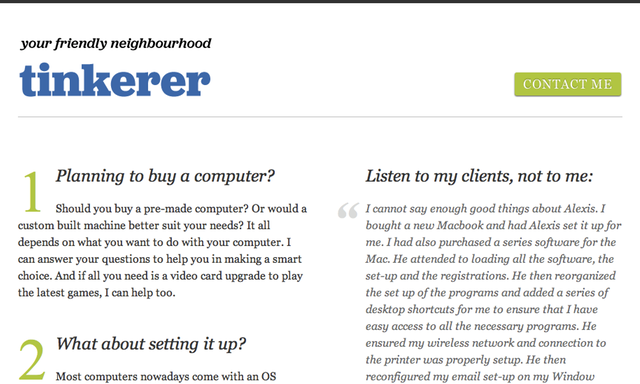 your friendly neighbourhood
tinkerer
CONTACT ME
1 Planning to buy a computer?
Should you buy a pre-made computer? Or would a
custom built machine better suit your needs? It all
depends on what you want to do with your computer. I
can answer your questions to help you in making a smart
choice. And if all you need is a video card upgrade to play
the latest games, I can help too.
2 What about setting it up?
Most computers nowadays come with an OS
Listen to my clients, not to me:
“ I cannot say enough good things about Alexis. I
bought a new Macbook and had Alexis set it up for
me. I had also purchased a series software for the
Mac. He attended to loading all the software, the
set-up and the registrations. He then reorganized
the set up of the programs and added a series of
desktop shortcuts for me to ensure that I have
easy access to all the necessary programs. He
ensured my wireless network and connection to
the printer was properly setup. He then
reconfigured my email set-up on my Window